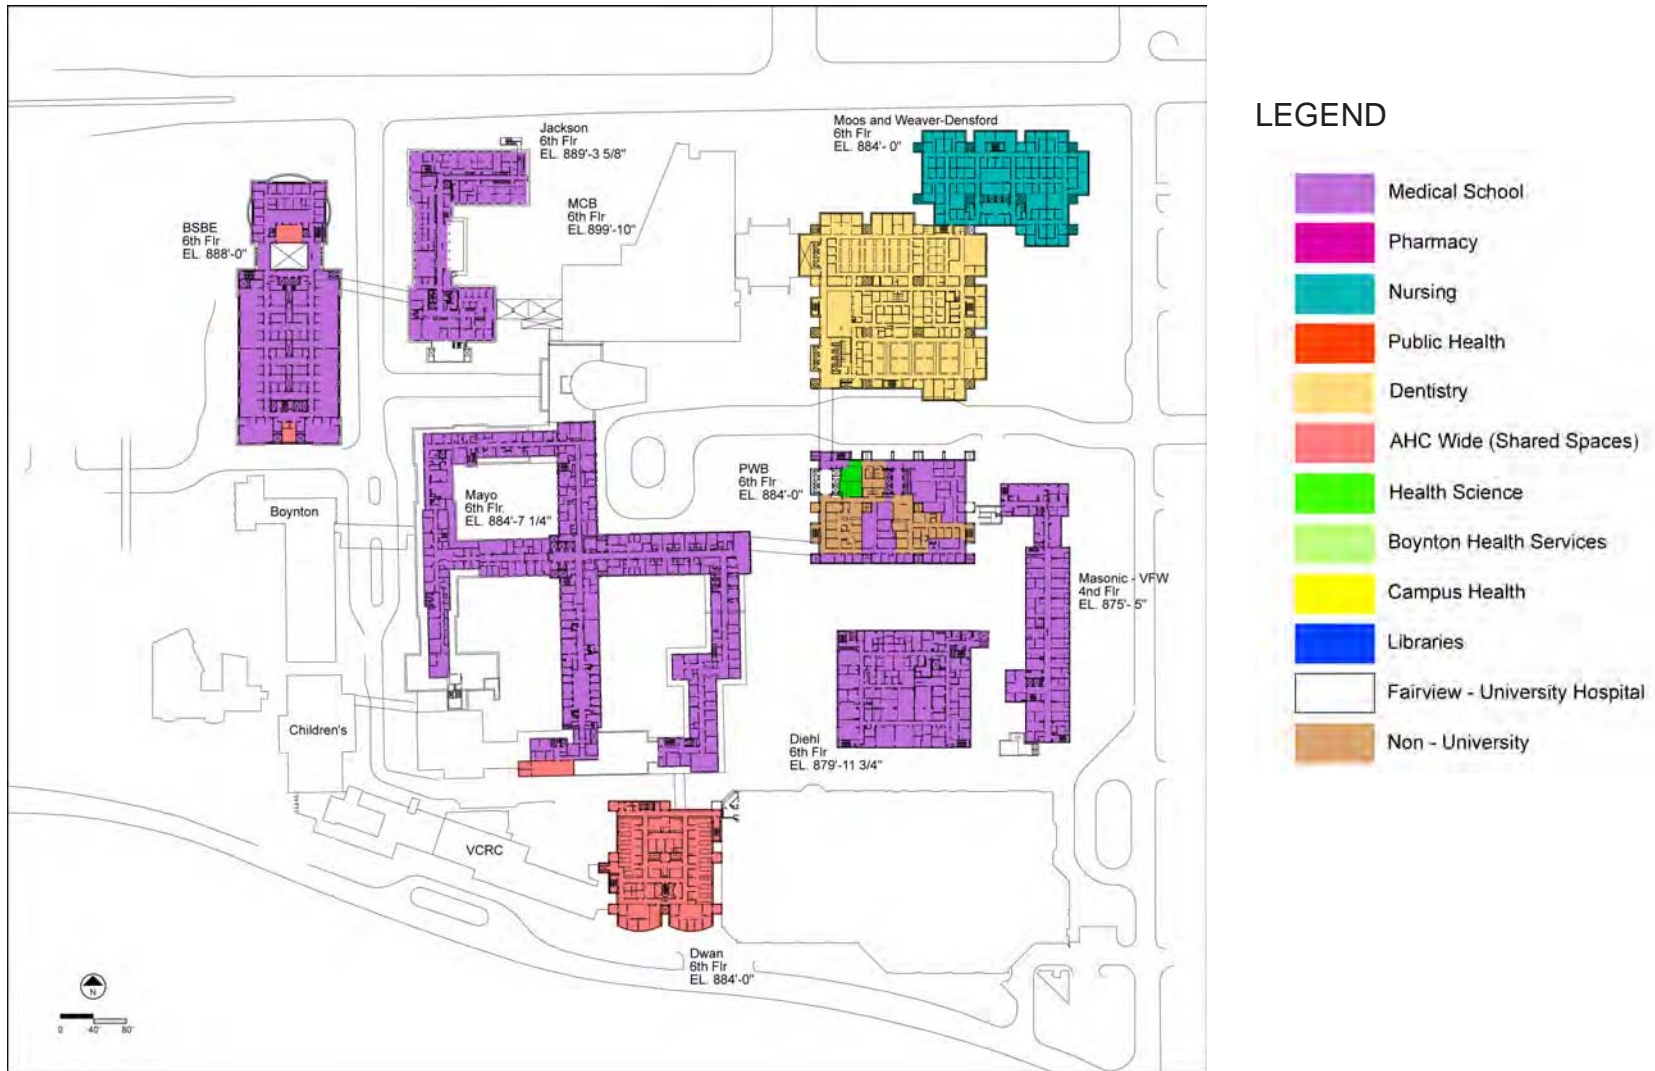 LEGEND
Medical School
Pharmacy
Nursing
Public Health
Dentistry
AHC Wide (Shared Spaces)
Health Science
Boynton Health Services
Campus Health
Libraries
Fairview - University Hospital
Non - University
Jackson
6th Flr
EL. 889'-3 5/8"
Moos and Weaver-Densford
6th Flr
EL. 884'- 0"
MCB
6th Flr
EL.899'-10"
BSBE
6th Flr
EL. 888'-0"
PWB
6th Flr
EL. 884'-0"
Mayo
6th Flr.
EL. 884'-7 1/4"
Boynton
Masonic - VFW
4nd Flr
EL. 875'- 5"
Children's
Diehl
6th Flr
EL. 879'-11 3/4"
VCRC
Dwan
6th Flr
EL. 884'-0"
N
0 40' 80'